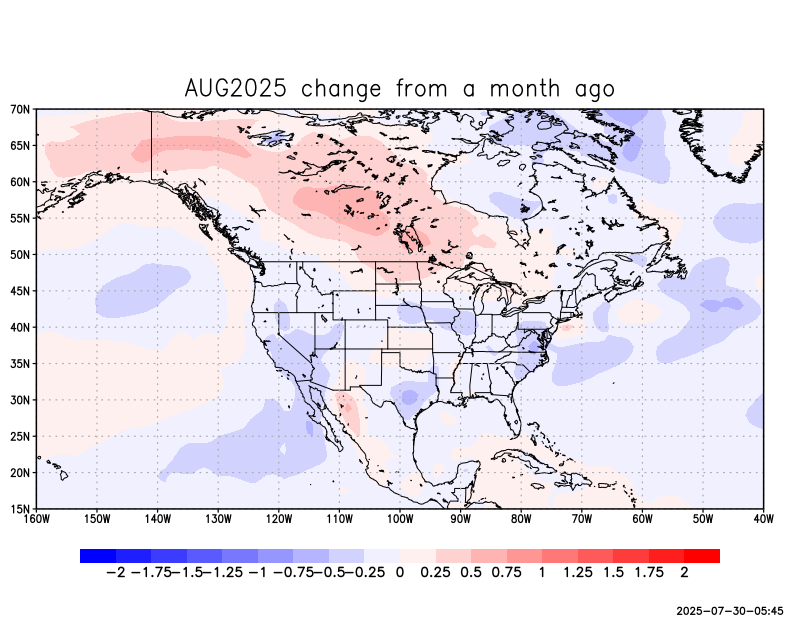 AUG2025 change from a month ago
70N
65N
60N
55N
50N
45N
40N
35N
30N
25N
20N
15N
160W 150W 140W 130W 120W 110W 100W 90W 80W 70W 60W 50W 40W
-2 -1.75 -1.5 -1.25 -1 -0.75 -0.5 -0.25 0 0.25 0.5 0.75 1 1.25 1.5 1.75 2
2025-07-30-05:45